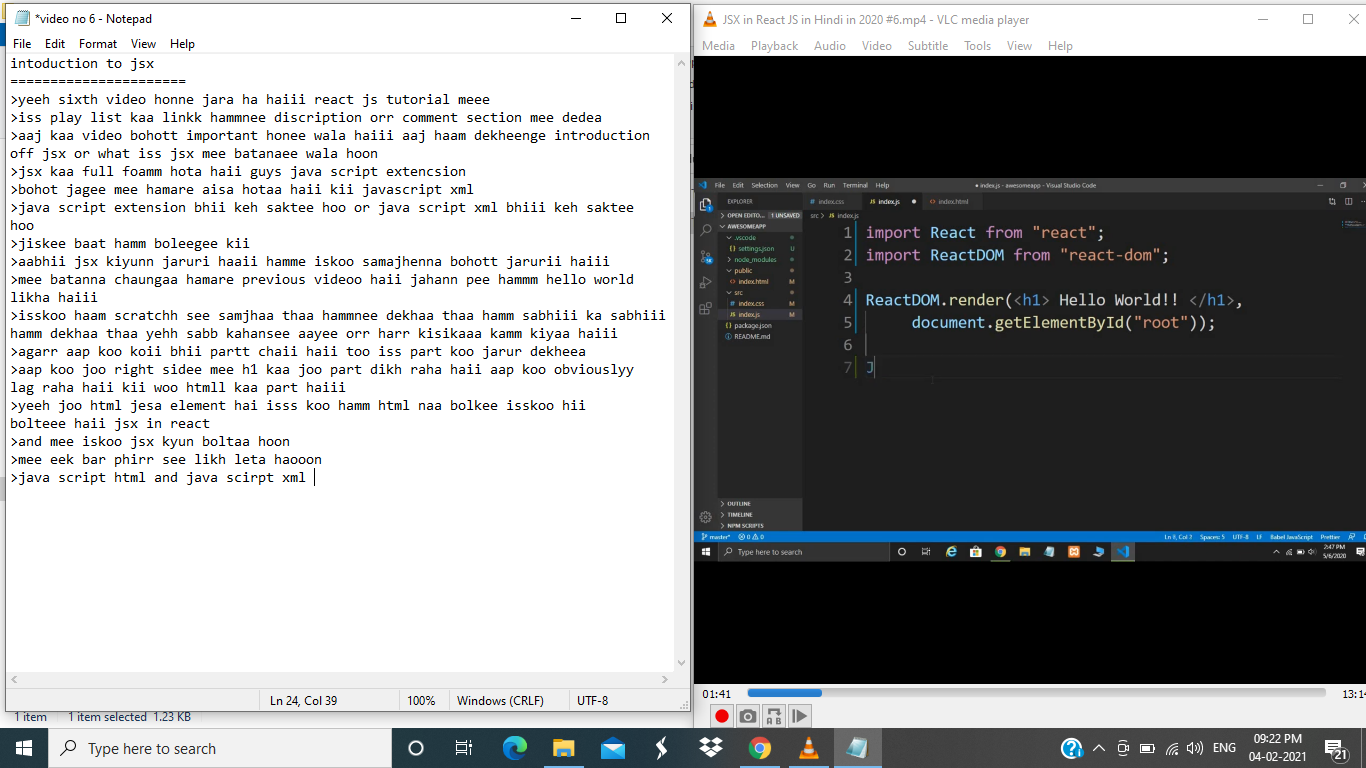 *video no 6 - Notepad
File Edit Format View Help
intoduction to jsx
======================
>yeeh sixth video honne jara ha haiii react js tutorial meee
>iss play list kaa linkk hammnee discription orr comment section mee dedea
>aaj kaa video bohott important honee wala haiii aaj haam dekheenge introduction
off jsx or what iss jsx mee batanaee wala hoon
>jsx kaa full foamm hota haii guys java script extencsion
>bohot jagee mee hamare aisa hotaa haii kii javascript xml
>java script extension bhii keh saktee hoo or java script xml bhiii keh saktee
hoo
>jiskee baat hamm boleegee kii
>aabhii jsx kiyunn jaruri haaii hamme iskoo samajhenna bohott jarurii haiii
>mee batanna chaungaa hamare previous videoo haii jahann pee hammm hello world
likha haiii
>isskoo haam scratchh see samjhaa thaa hammnee dekhaa thaa hamm sabhiii ka sabhiii
hamm dekhaa thaa yehh sabb kahansee aayee orr harr kisikaaa kamm kiyaa haiii
>agarr aap koo koii bhii partt chaii haii too iss part koo jarur dekheea
>aap koo joo right sidee mee h1 kaa joo part dikh raha haii aap koo obviouslyy
lag raha haii kii woo htmll kaa part haiii
>yeeh joo html jesa element hai isss koo hamm html naa bolkee isskoo hii
bolteee haii jsx in react
>and mee iskoo jsx kyun boltaa hoon
>mee eek bar phirr see likh leta haooon
>java script html and java scirpt xml
Ln 24, Col 39 100% Windows (CRLF) UTF-8
1 item 1 item selected 1.23 KB
JSX in React JS in Hindi in 2020 #6.mp4 - VLC media player
Media Playback Audio Video Subtitle Tools View Help
File Edit Selection View Go Run Terminal Help
● index.js - awesomeapp - Visual Studio Code
EXPLORER
index.css index.js index.html
OPEN EDITO... 1 UNSAVED
src > index.js
AWESOMEAPP
.vscode
settings.json U
node_modules
public
index.html M
src
index.css M
index.js M
package.json
README.md
1 import React from "react";
2 import ReactDOM from "react-dom";
3
4 ReactDOM.render(<h1> Hello World!! </h1>,
5 document.getElementById("root"));
6
7 J
OUTLINE
TIMELINE
NPM SCRIPTS
master* 0 0
Spaces: 5 UTF-8 LF Babel JavaScript Prettier
Type here to search
2:47 PM
5/6/2020
01:41
13:14
A B
Type here to search
ENG
09:22 PM
04-02-2021
21